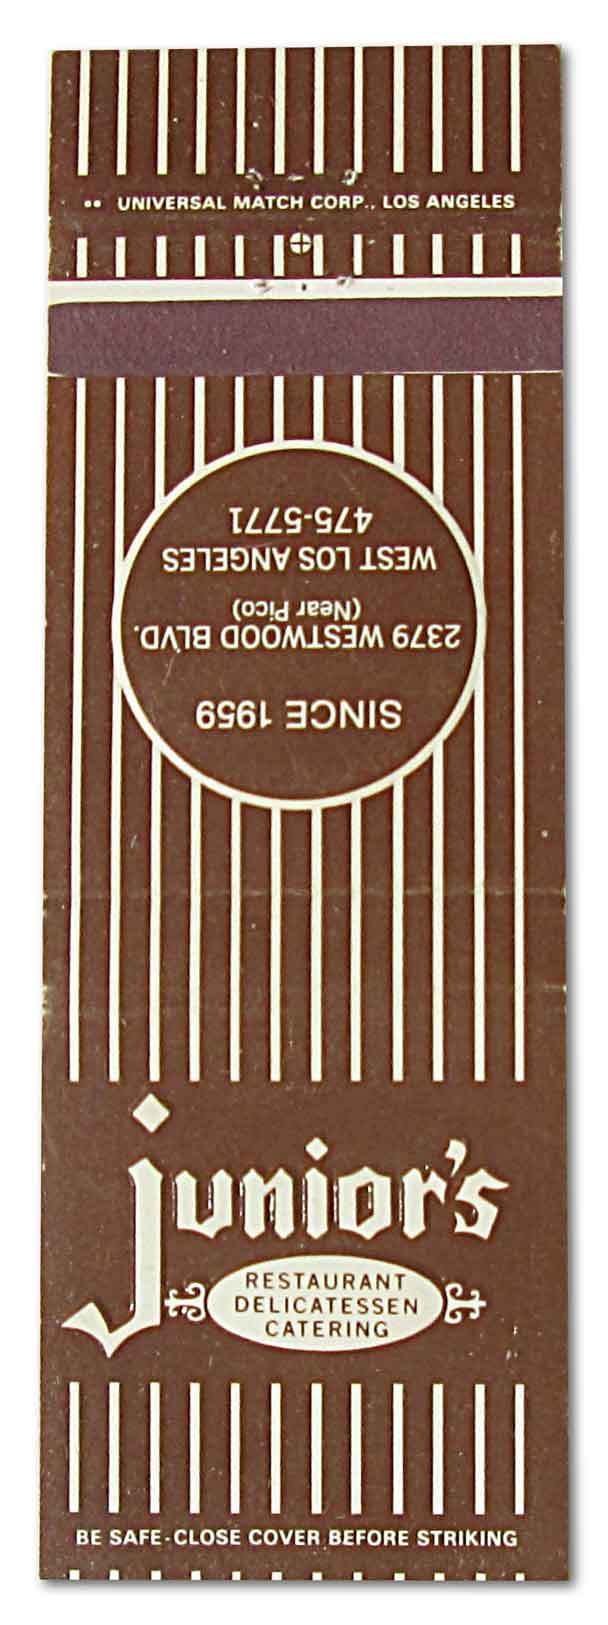 •• UNIVERSAL MATCH CORP., LOS ANGELES
SINCE 1959
2379 WESTWOOD BLVD.
(Near Pico)
WEST LOS ANGELES
475-5771
junior's
RESTAURANT
DELICATESSEN
CATERING
BE SAFE-CLOSE COVER BEFORE STRIKING